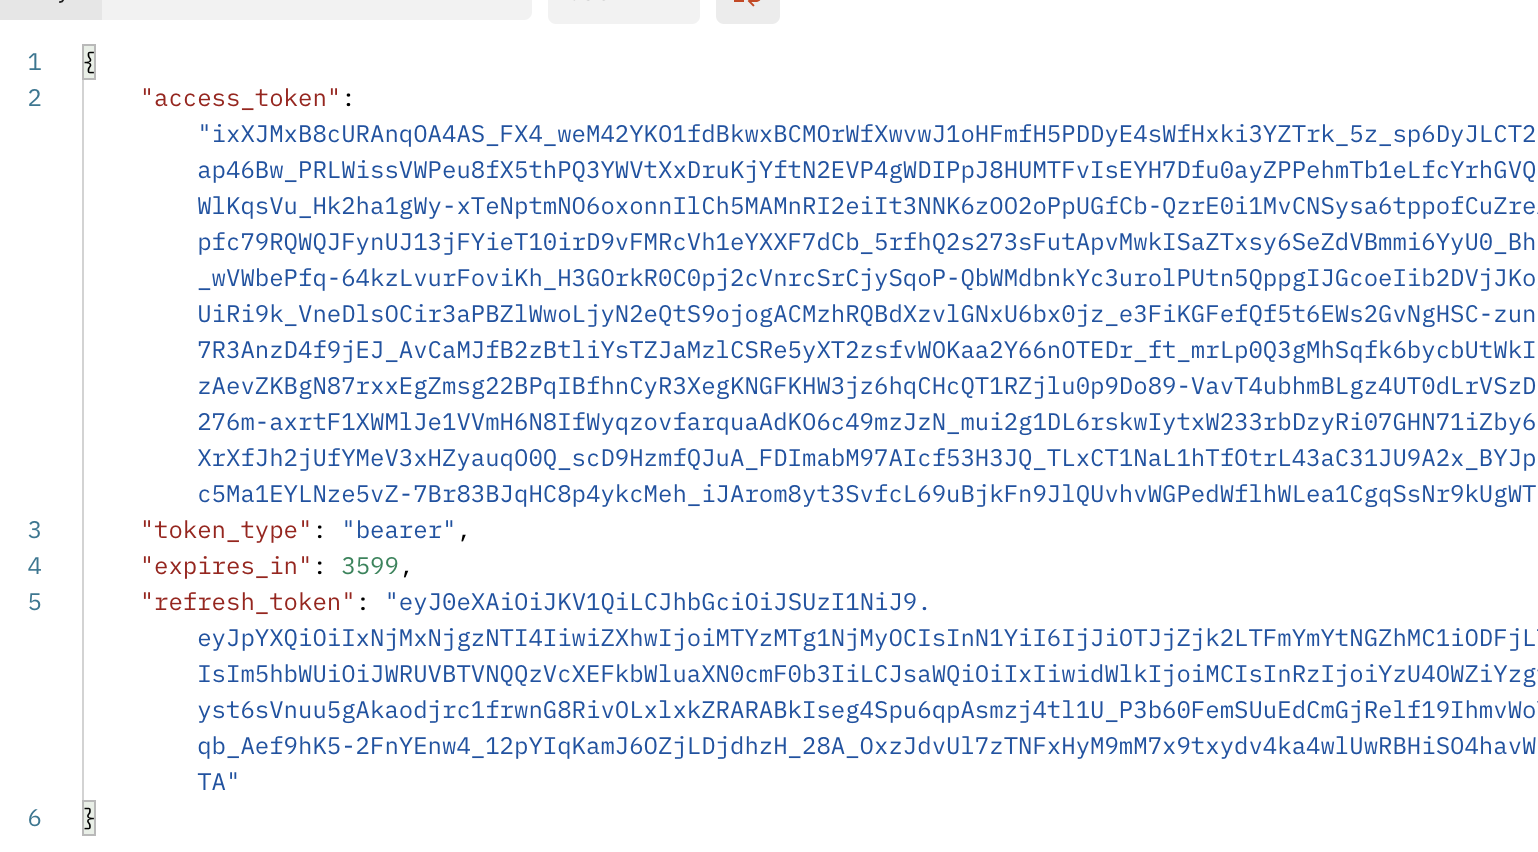 1 {
2 "access_token":
"ixXJMxB8cURAnqOA4AS_FX4_weM42YKO1fdBkwxBCMOrWfXwvwJ1oHFmfH5PDDyE4sWfHxki3YZTrk_5z_sp6DyJLCT2
ap46Bw_PRLWissVWPeu8fX5thPQ3YWVtXxDruKjYftN2EVP4gWDIPpJ8HUMTFvIsEYH7Dfu0ayZPPehmTb1eLfcYrhGVQ
WlKqsVu_Hk2ha1gWy-xTeNptmNO6oxonnIlCh5MAMnRI2eiIt3NNK6zOO2oPpUGfCb-QzrE0i1MvCNSysa6tppofCuZre
pfc79RQWQJFynUJ13jFYieT10irD9vFMRcVh1eYXXF7dCb_5rfhQ2s273sFutApvMwkISaZTxsy6SeZdVBmmi6YyU0_Bh
_wVWbePfq-64kzLvurFoviKh_H3GOrkR0C0pj2cVnrcSrCjySqoP-QbWMdbnkYc3urolPUtn5QppgIJGcoeIib2DVjJKo
UiRi9k_VneDlsOCir3aPBZlWwoLjyN2eQtS9ojogACMzhRQBdXzvlGNxU6bx0jz_e3FiKGFefQf5t6EWs2GvNgHSC-zun
7R3AnzD4f9jEJ_AvCaMJfB2zBtliYsTZJaMzlCSRe5yXT2zsfvWOKaa2Y66nOTEDr_ft_mrLp0Q3gMhSqfk6bycbUtWkI
zAevZKBgN87rxxEgZmsg22BPqIBfhnCyR3XegKNGFKHW3jz6hqCHcQT1RZjlu0p9Do89-VavT4ubhmBLgz4UT0dLrVSzD
276m-axrtF1XWMlJe1VVmH6N8IfWyqzovfarquaAdKO6c49mzJzN_mui2g1DL6rskwIytxW233rbDzyRi07GHN71iZby6
XrXfJh2jUfYMeV3xHZyauqO0Q_scD9HzmfQJuA_FDImabM97AIcf53H3JQ_TLxCT1NaL1hTfOtrL43aC31JU9A2x_BYJp
c5Ma1EYLNze5vZ-7Br83BJqHC8p4ykcMeh_iJArom8yt3SvfcL69uBjkFn9JlQUvhvWGPedWflhWLea1CgqSsNr9kUgWT
3 "token_type": "bearer",
4 "expires_in": 3599,
5 "refresh_token": "eyJ0eXAiOiJKV1QiLCJhbGciOiJSUzI1NiJ9.
eyJpYXQiOiIxNjMxNjgzNTI4IiwiZXhwIjoiMTYzMTg1NjMyOCIsInN1YiI6IjJiOTJjZjk2LTFmYmYtNGZhMC1iODFjL
IsIm5hbWUiOiJWRUVBTVNQQzVcXEFkbWluaXN0cmF0b3IiLCJsaWQiOiIxIiwidWlkIjoiMCIsInRzIjoiYzU4OWZiYzg
yst6sVnuu5gAkaodjrc1frwnG8RivOLxlxkZRARABkIseg4Spu6qpAsmzj4tl1U_P3b60FemSUuEdCmGjRelf19IhmvWo
qb_Aef9hK5-2FnYEnw4_12pYIqKamJ6OZjLDjdhzH_28A_OxzJdvUl7zTNFxHyM9mM7x9txydv4ka4wlUwRBHiSO4havW
TA"
6 }